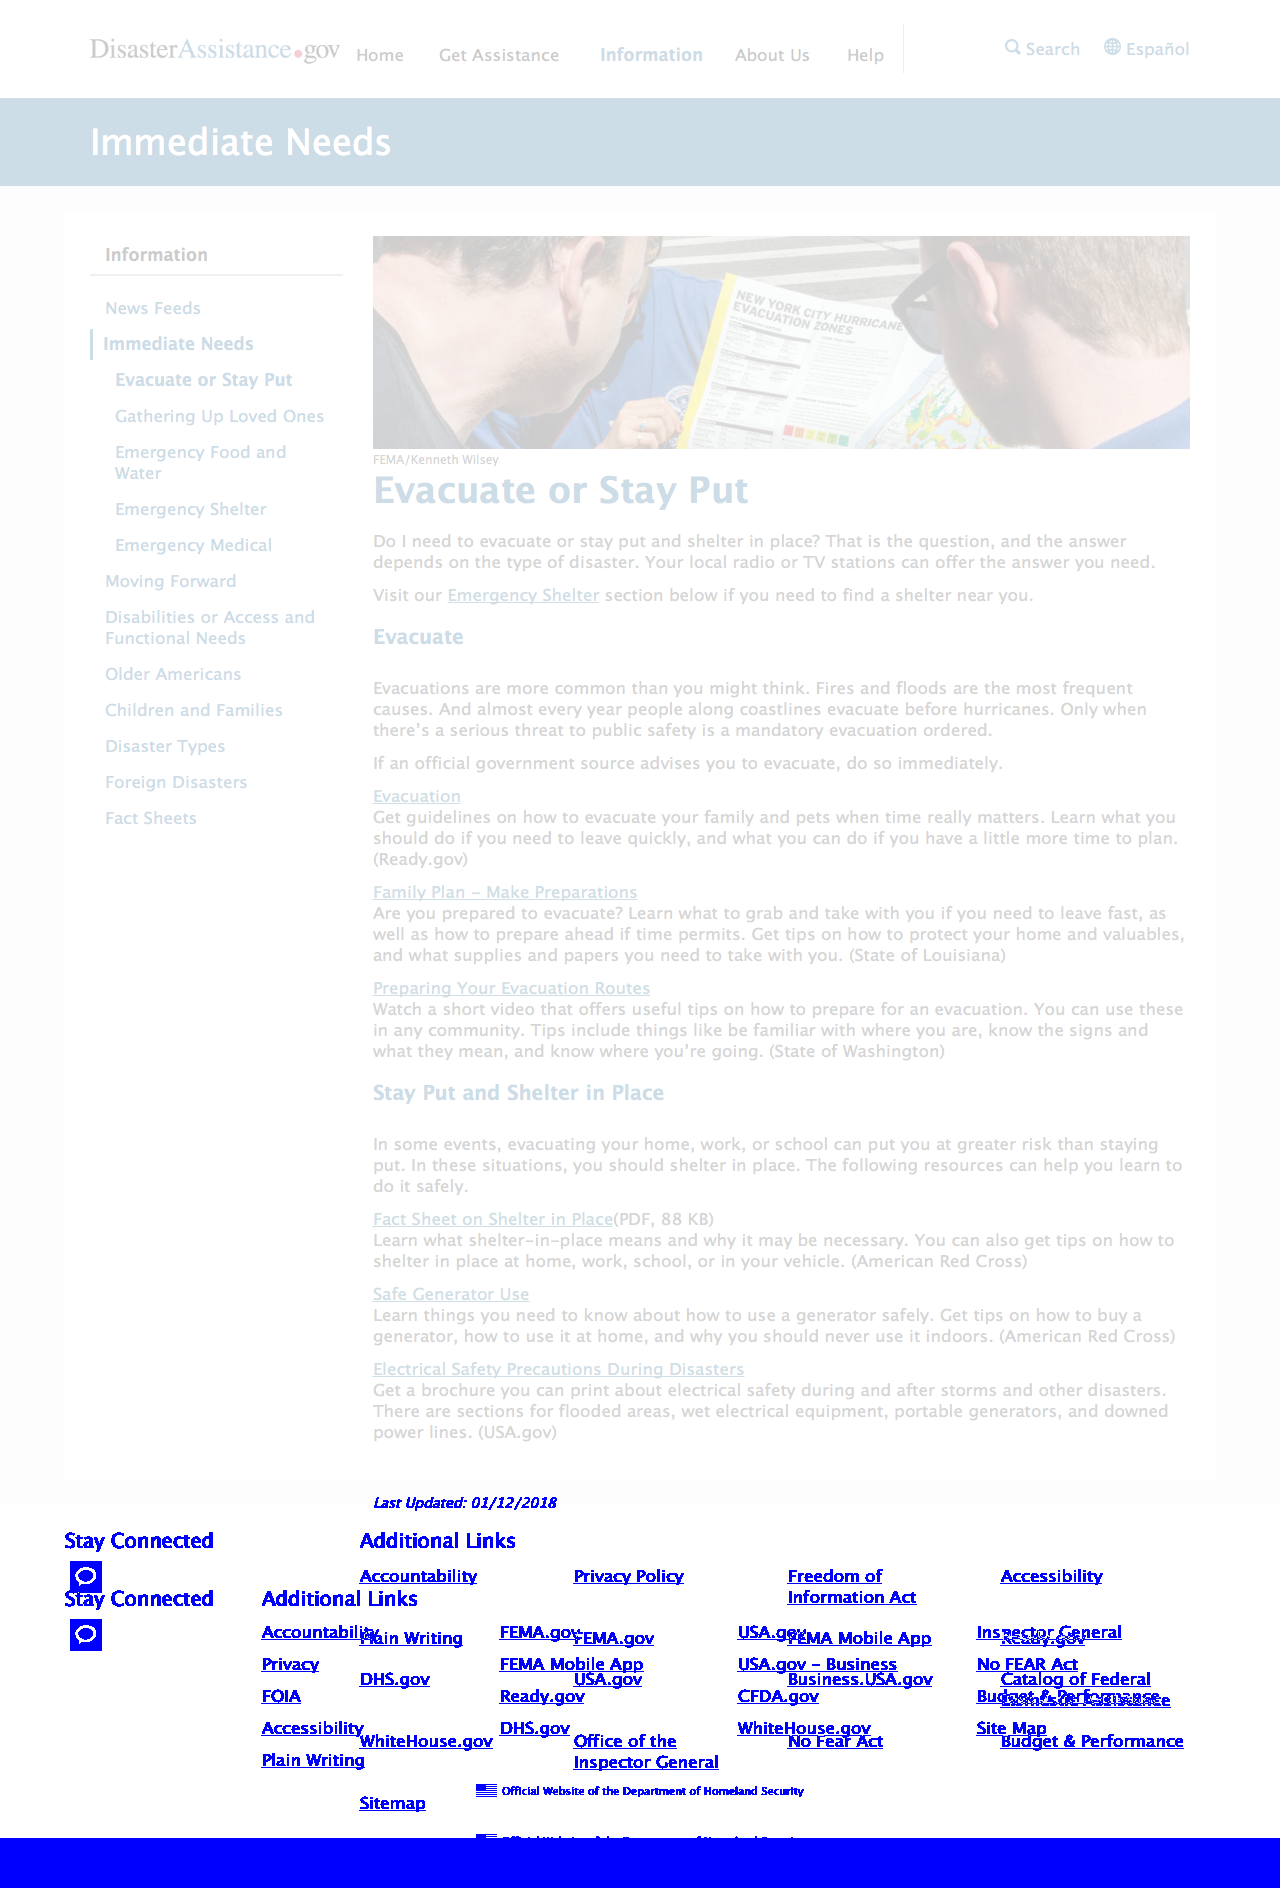 DisasterAssistance.gov Home Get Assistance Information About Us Help Search Español
Immediate Needs
Information
News Feeds
Immediate Needs
Evacuate or Stay Put
Gathering Up Loved Ones
Emergency Food and
Water
Emergency Shelter
Emergency Medical
Moving Forward
Disabilities or Access and
Functional Needs
Older Americans
Children and Families
Disaster Types
Foreign Disasters
Fact Sheets
NEW YORK CITY HURRICANE
EVACUATION ZONES
FEMA/Kenneth Wilsey
Evacuate or Stay Put
Do I need to evacuate or stay put and shelter in place? That is the question, and the answer
depends on the type of disaster. Your local radio or TV stations can offer the answer you need.
Visit our Emergency Shelter section below if you need to find a shelter near you.
Evacuate
Evacuations are more common than you might think. Fires and floods are the most frequent
causes. And almost every year people along coastlines evacuate before hurricanes. Only when
there's a serious threat to public safety is a mandatory evacuation ordered.
If an official government source advises you to evacuate, do so immediately.
Evacuation
Get guidelines on how to evacuate your family and pets when time really matters. Learn what you
should do if you need to leave quickly, and what you can do if you have a little more time to plan.
(Ready.gov)
Family Plan - Make Preparations
Are you prepared to evacuate? Learn what to grab and take with you if you need to leave fast, as
well as how to prepare ahead if time permits. Get tips on how to protect your home and valuables,
and what supplies and papers you need to take with you. (State of Louisiana)
Preparing Your Evacuation Routes
Watch a short video that offers useful tips on how to prepare for an evacuation. You can use these
in any community. Tips include things like be familiar with where you are, know the signs and
what they mean, and know where you're going. (State of Washington)
Stay Put and Shelter in Place
In some events, evacuating your home, work, or school can put you at greater risk than staying
put. In these situations, you should shelter in place. The following resources can help you learn to
do it safely.
Fact Sheet on Shelter in Place(PDF, 88 KB)
Learn what shelter-in-place means and why it may be necessary. You can also get tips on how to
shelter in place at home, work, school, or in your vehicle. (American Red Cross)
Safe Generator Use
Learn things you need to know about how to use a generator safely. Get tips on how to buy a
generator, how to use it at home, and why you should never use it indoors. (American Red Cross)
Electrical Safety Precautions During Disasters
Get a brochure you can print about electrical safety during and after storms and other disasters.
There are sections for flooded areas, wet electrical equipment, portable generators, and downed
power lines. (USA.gov)
Last Updated: 01/12/2018
Stay Connected Additional Links
Accountability Privacy Policy Freedom of Accessibility
Information Act
Stay Connected Additional Links
Accountability FEMA.gov USA.gov Inspector General
Plain Writing FEMA.gov FEMA Mobile App Ready.gov
Privacy FEMA Mobile App USA.gov - Business No FEAR Act
DHS.gov USA.gov Business.USA.gov Catalog of Federal
Domestic Assistance
FOIA Ready.gov CFDA.gov Budget & Performance
Accessibility DHS.gov WhiteHouse.gov Site Map
WhiteHouse.gov Office of the No Fear Act Budget & Performance
Inspector General
Plain Writing
Official Website of the Department of Homeland Security
Sitemap